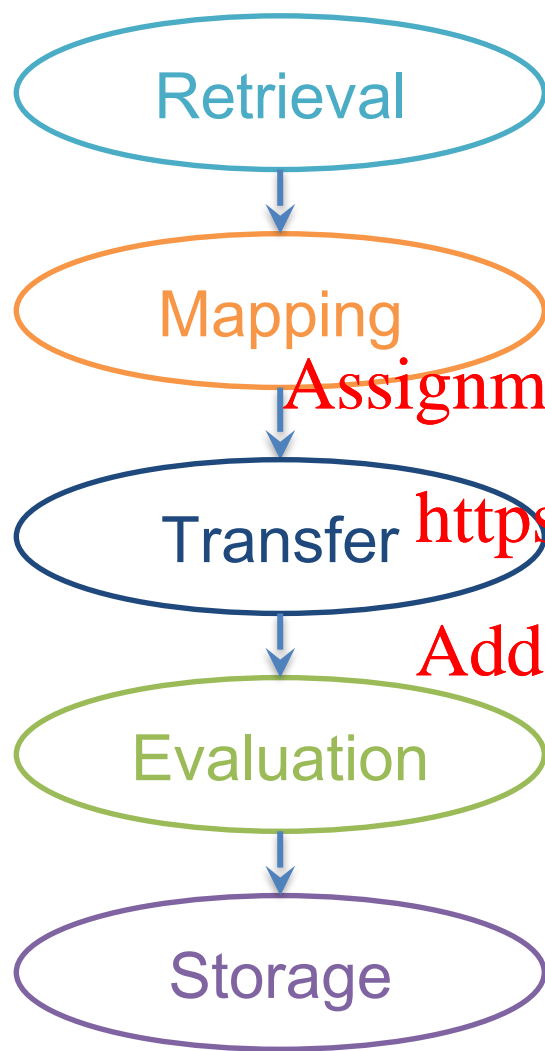 Retrieval
Mapping
Assignm
Transfer
https
Add
Evaluation
Storage